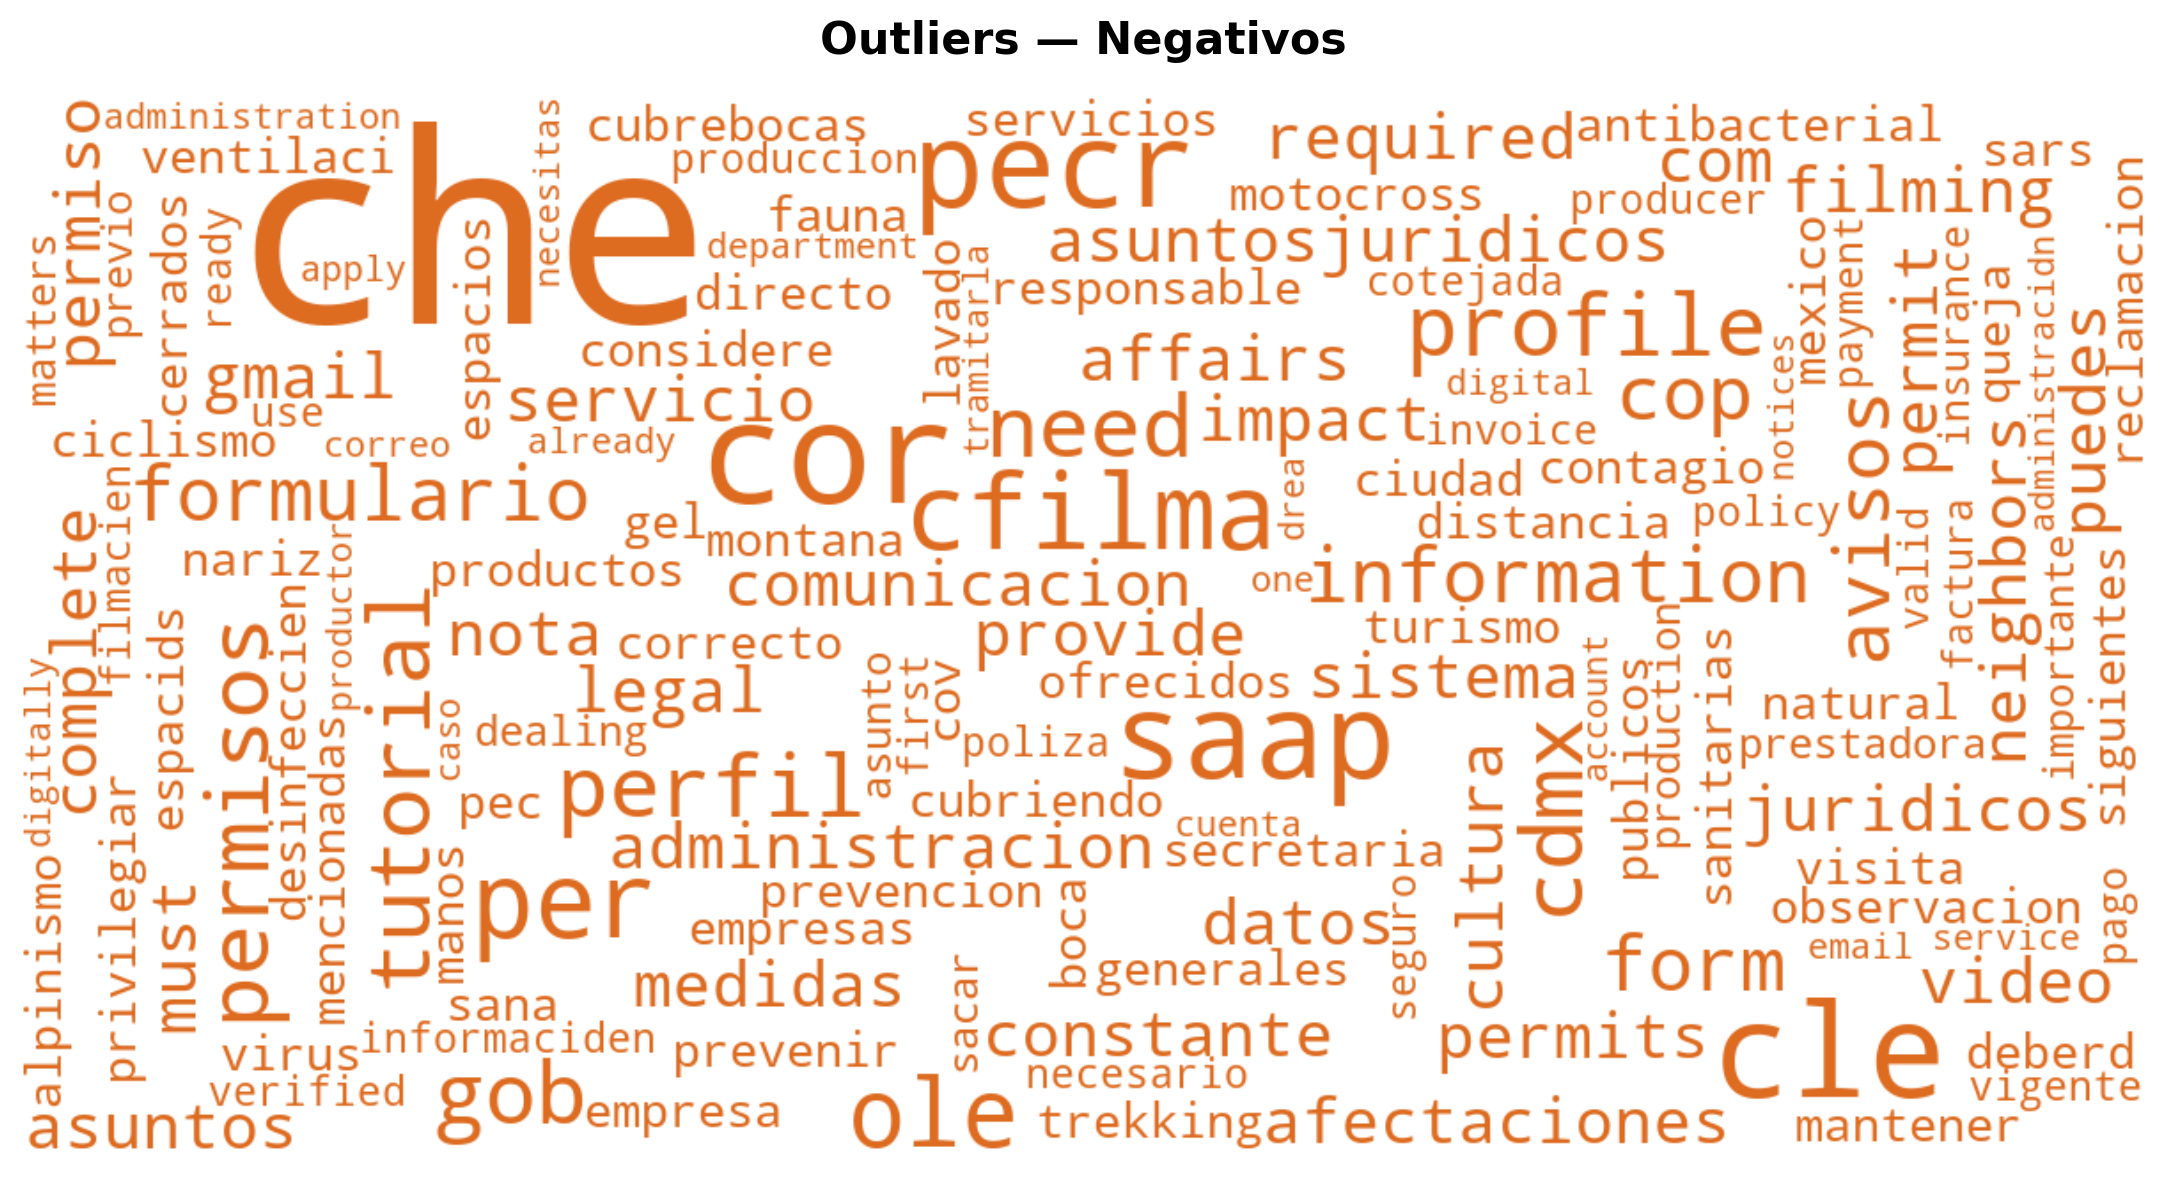 Outliers — Negativos
permiso
administration
ventilaci
che
apply
necesitas
cubrebocas
produccion
servicios
pecr
required
antibacterial
com
sars
motocross
producer
filming
reclamacion
matters
previo
cerrados
ready
espacios
fauna
department
directo
lavado
tramitarla
asuntosjuridicos
responsable
cotejada
mexico
payment
permit
insurance
queja
administracidn
puedes
gmail
use
considere
servicio
affairs
profile
digital
cop
notices
ciclismo
correo
already
cor
need
impact
invoice
avisos
neighbors
formulario
filmacien
cfilma
drea
ciudad
contagio
gel
montana
distancia
policy
valid
factura
importante
siguientes
complete
nariz
productor
productos
comunicacion
one
information
espacids
permisos
desinfeccien
tutorial
nota
correcto
provide
turismo
legal
asunto
first
cov
ofrecidos
sistema
account
publicos
production
sanitarias
natural
digitally
mencionadas
caso
dealing
poliza
saap
prestadora
pec
perfil
cubriendo
cuenta
cultura
cdmx
juridicos
alpinismo
privilegiar
must
manos
administracion
secretaria
visita
per
prevencion
boca
datos
seguro
observacion
pago
empresas
email
service
medidas
generales
form
video
sana
sacar
virus
informaciden
prevenir
constante
permits
cle
deberd
verified
necesario
vigente
asuntos
gob
empresa
ole
trekking
afectaciones
mantener